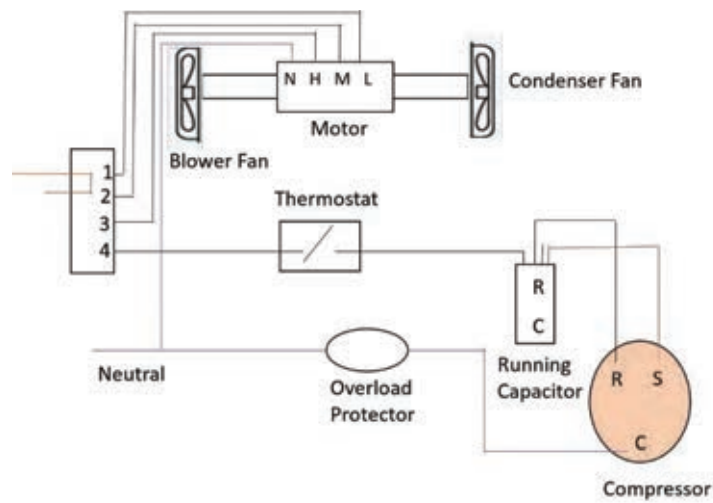 N H M L
Condenser Fan
Motor
Blower Fan
1
2
3
4
Thermostat
R
C
Neutral
Overload
Protector
Running
Capacitor
R S
C
Compressor